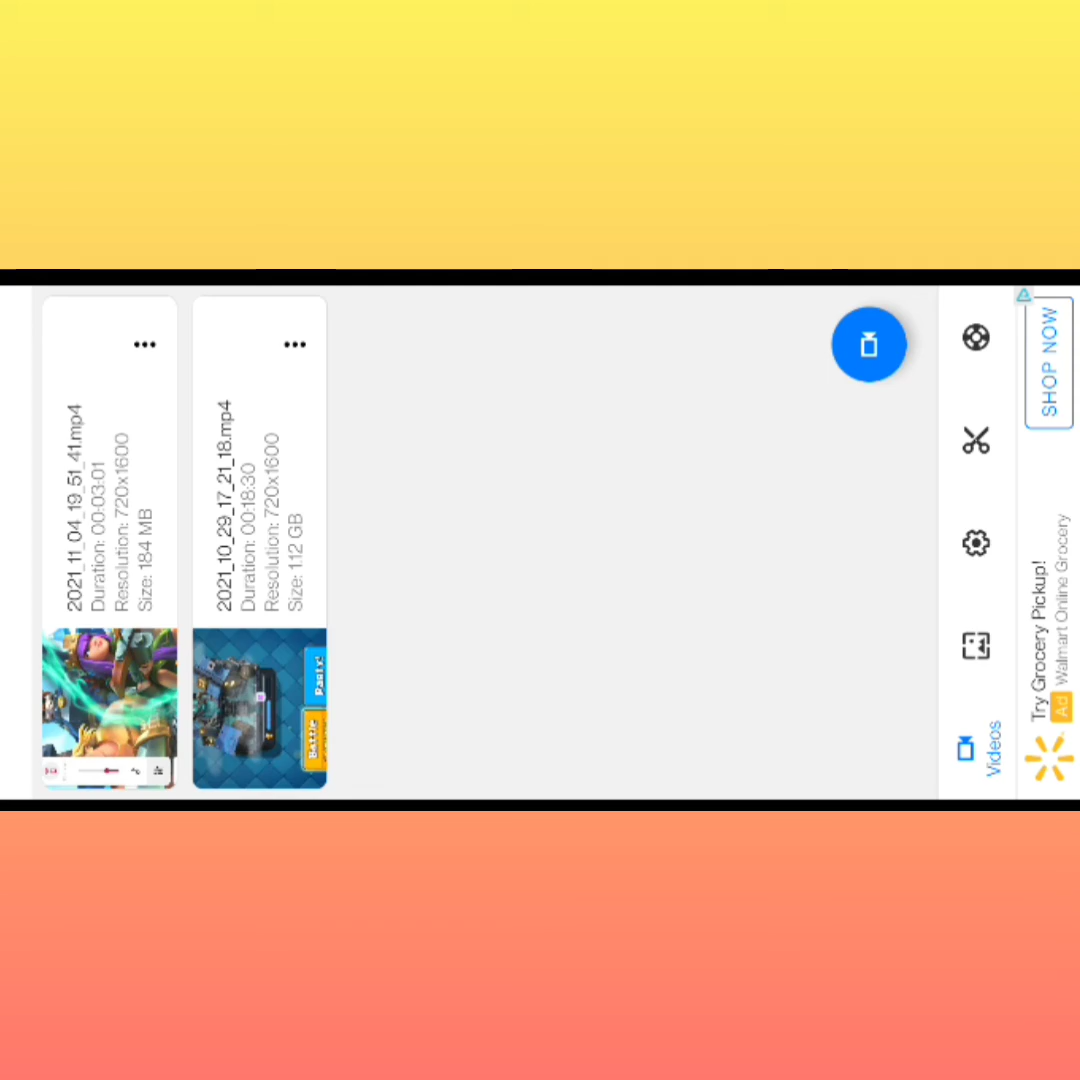 2021_11_04_19_51_41.mp4
Duration: 00:03:01
Resolution: 720x1600
Size: 184 MB
2021_10_29_17_21_18.mp4
Duration: 00:18:30
Resolution: 720x1600
Size: 1.12 GB
Battle
Party!
Videos
Try Grocery Pickup!
Ad Walmart Online Grocery
SHOP NOW